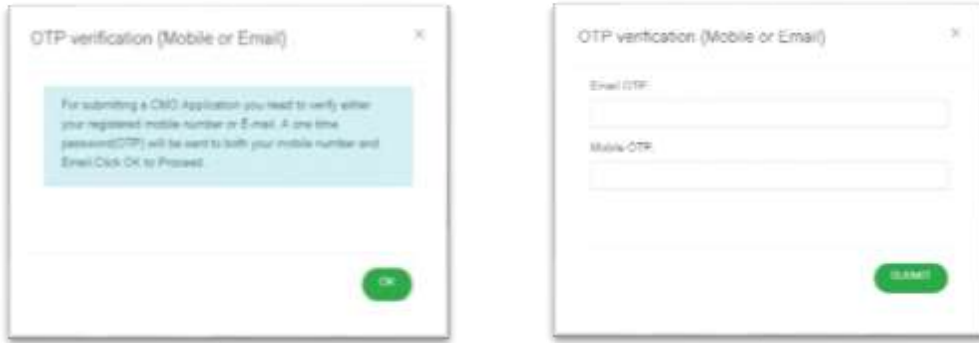 OTP verification (Mobile or Email)
×
For submitting a CMO Application you need to verify either
your registered mobile number or E-mail. A one time
password(OTP) will be sent to both your mobile number and
Email.Click OK to Proceed.
OK
OTP verification (Mobile or Email)
×
Email OTP:
Mobile OTP:
SUBMIT